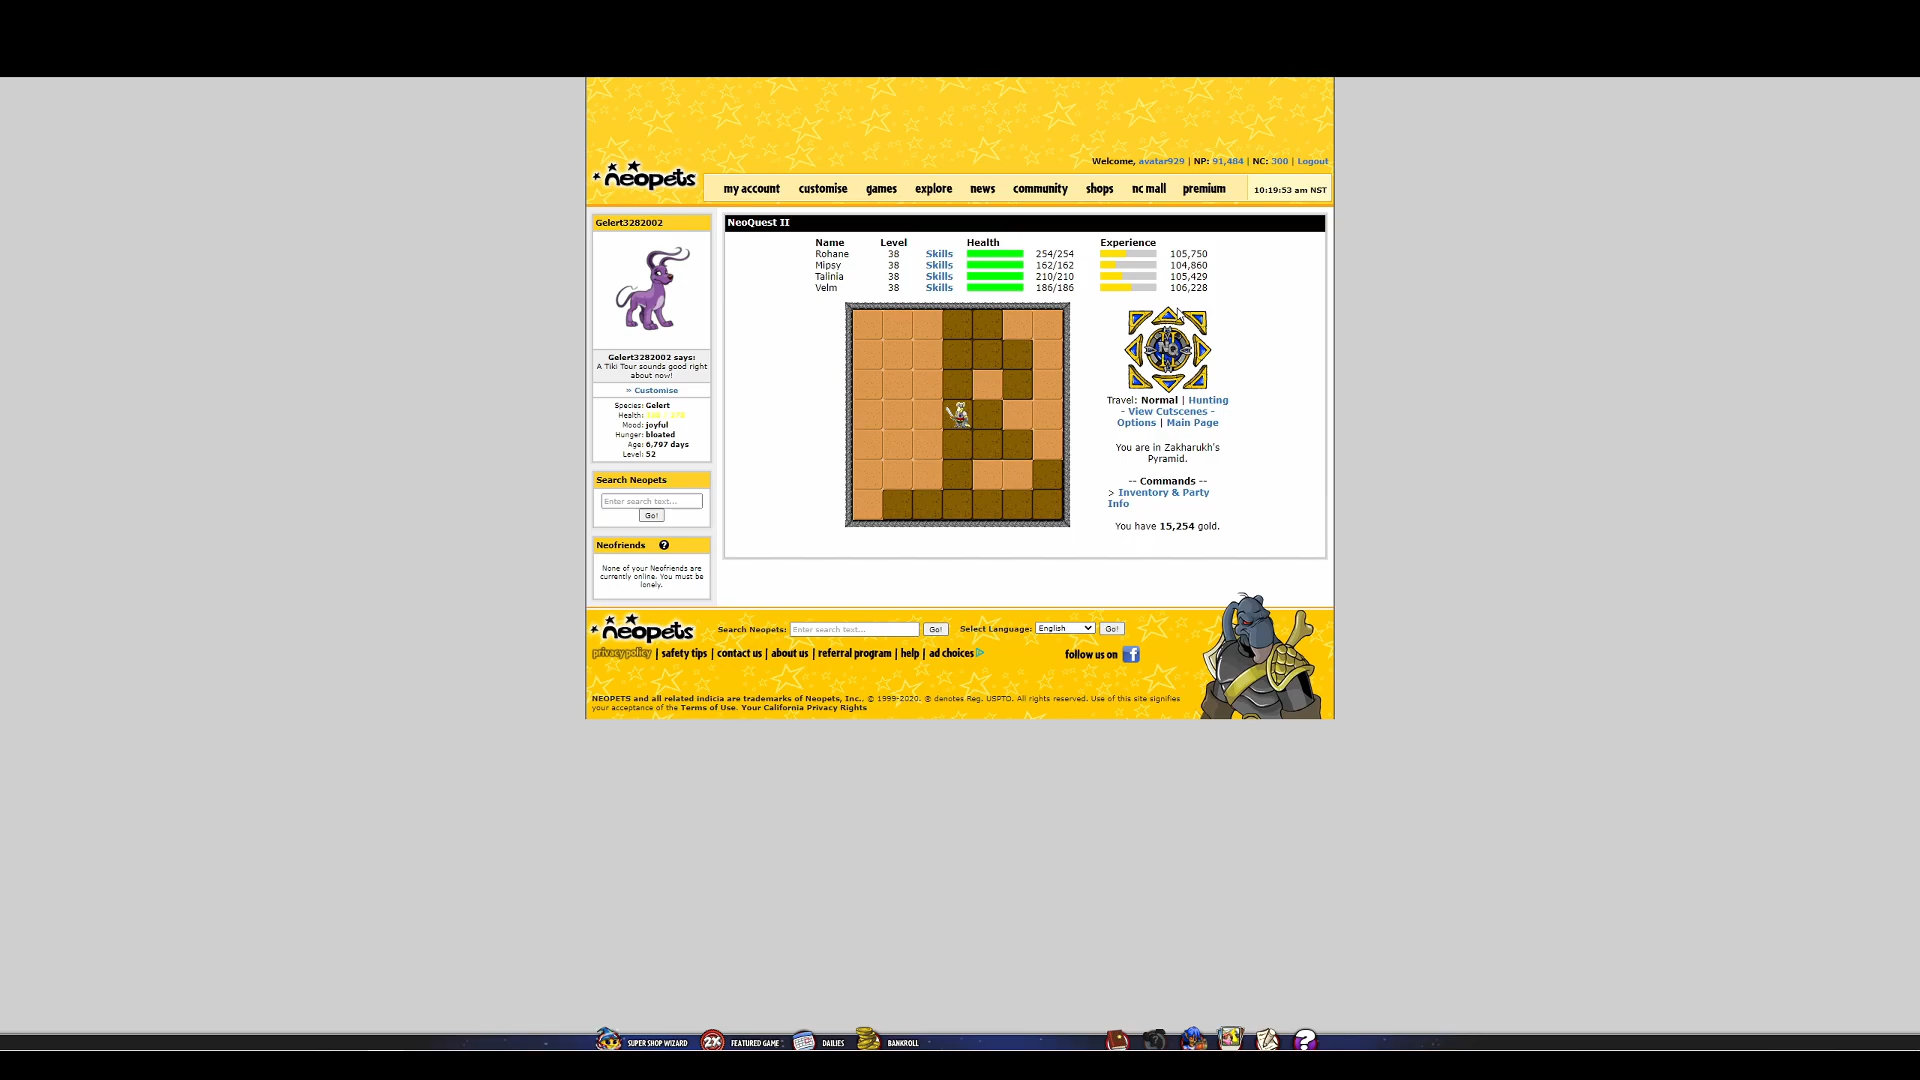 Welcome, avatar929 | NP: 91,484 | NC: 300 | Logout
neopets
my account customise games explore news community shops nc mall premium 10:19:53 am NST
Gelert3282002
Gelert3282002 says:
A Tiki Tour sounds good right
about now!
» Customise
Species: Gelert
Health:
Mood: joyful
Hunger: bloated
Age: 6,797 days
Level: 52
Search Neopets
Enter search text...
Go!
Neofriends ?
None of your Neofriends are
currently online. You must be
lonely.
NeoQuest II
Name Level Health Experience
Rohane 38 Skills 254/254 105,750
Mipsy 38 Skills 162/162 104,860
Talinia 38 Skills 210/210 105,429
Velm 38 Skills 186/186 106,228
Travel: Normal | Hunting
- View Cutscenes -
Options | Main Page
You are in Zakharukh's
Pyramid.
-- Commands --
> Inventory & Party
Info
You have 15,254 gold.
neopets
Search Neopets: Enter search text... Go! Select Language: English Go!
privacy policy | safety tips | contact us | about us | referral program | help | ad choices
follow us on f
NEOPETS and all related indicia are trademarks of Neopets, Inc., © 1999-2020. ® denotes Reg. USPTO. All rights reserved. Use of this site signifies
your acceptance of the Terms of Use. Your California Privacy Rights
SUPER SHOP WIZARD 2X FEATURED GAME DAILIES BANKROLL ? ?